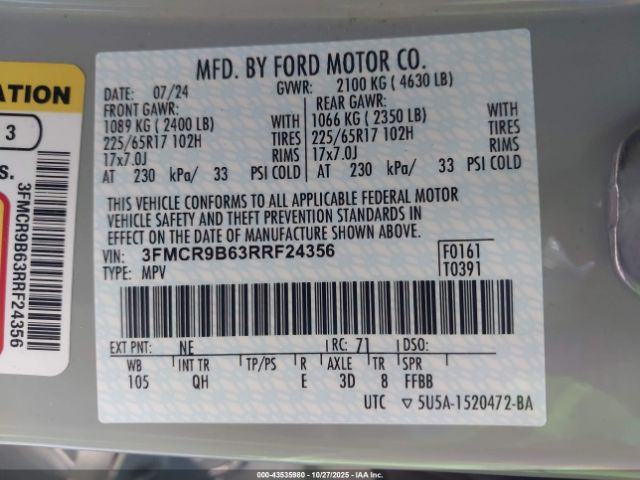 MFD. BY FORD MOTOR CO.
DATE: 07/24 GVWR: 2100 KG ( 4630 LB)
FRONT GAWR: REAR GAWR:
1089 KG ( 2400 LB) WITH 1066 KG ( 2350 LB) WITH
225/65R17 102H TIRES 225/65R17 102H TIRES
17x7.0J RIMS 17x7.0J RIMS
AT 230 kPa/ 33 PSI COLD AT 230 kPa/ 33 PSI COLD
THIS VEHICLE CONFORMS TO ALL APPLICABLE FEDERAL MOTOR
VEHICLE SAFETY AND THEFT PREVENTION STANDARDS IN
EFFECT ON THE DATE OF MANUFACTURE SHOWN ABOVE.
VIN: 3FMCR9B63RRF24356 F0161
TYPE: MPV T0391
EXT PNT: NE RC: 71 DSO:
WB INT TR TP/PS R AXLE TR SPR
105 QH E 3D 8 FFBB
UTC ▽ 5U5A-1520472-BA
ATION
3
S.
3FMCR9B63RRF24356
000-43535980 - 10/27/2025 - IAAI.COM